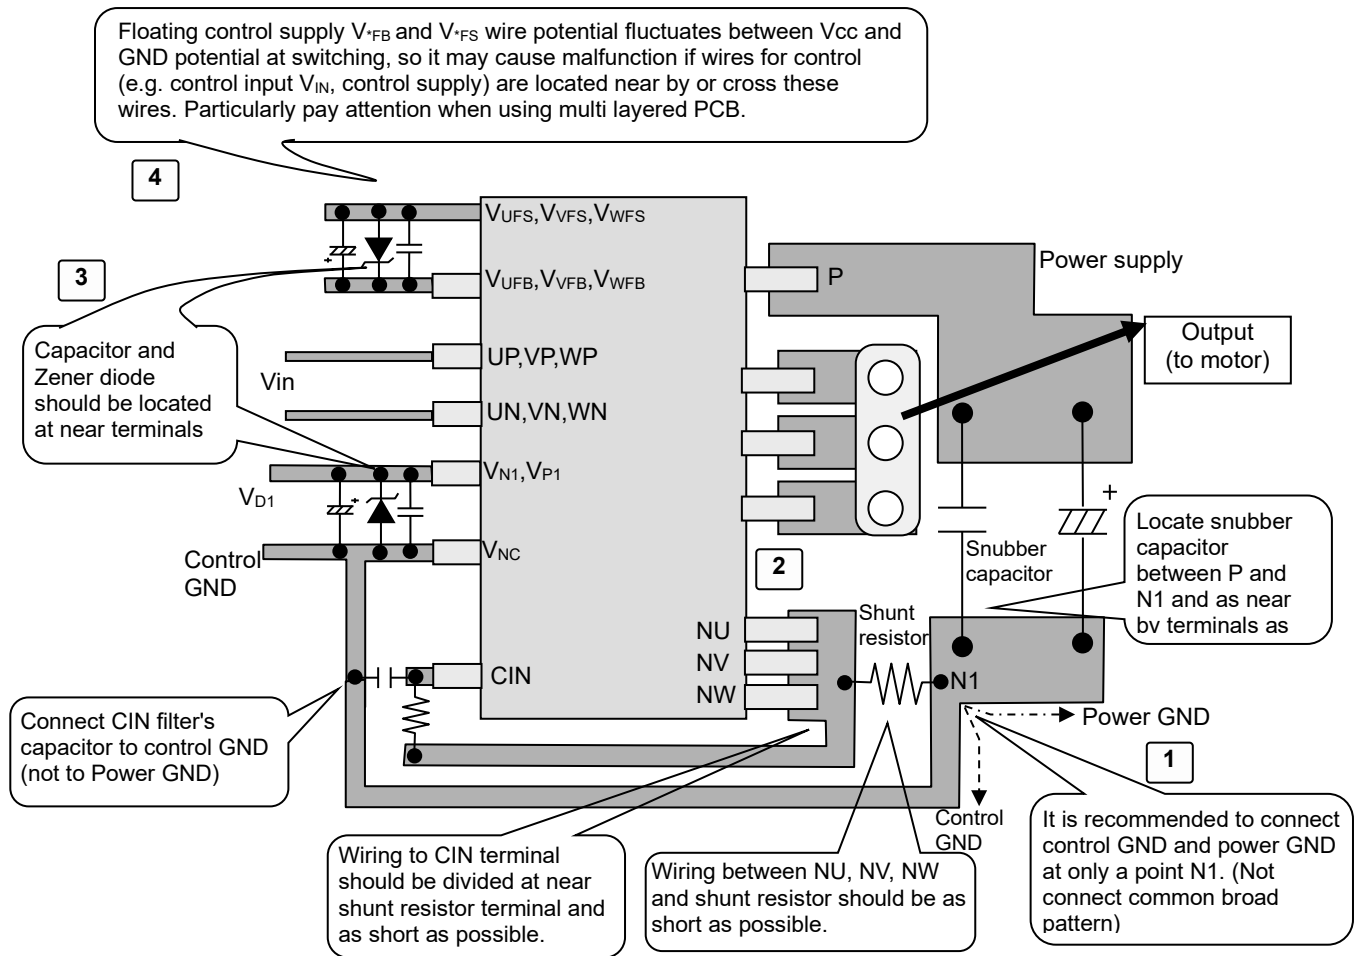 Floating control supply V*FB and V*FS wire potential fluctuates between Vcc and
GND potential at switching, so it may cause malfunction if wires for control
(e.g. control input VIN, control supply) are located near by or cross these
wires. Particularly pay attention when using multi layered PCB.
4
VUFS,VVFS,VWFS
3
+
VUFB,VVFB,VWFB
P
Power supply
Capacitor and
Zener diode
should be located
at near terminals
Vin
UP,VP,WP
UN,VN,WN
Output
(to motor)
VD1
+
VN1,VP1
Control
GND
VNC
2
Snubber
capacitor
+
Locate snubber
capacitor
between P and
N1 and as near
by terminals as
NU
NV
NW
Shunt
resistor
N1
CIN
Connect CIN filter's
capacitor to control GND
(not to Power GND)
Power GND
1
Control
GND
Wiring to CIN terminal
should be divided at near
shunt resistor terminal and
as short as possible.
Wiring between NU, NV, NW
and shunt resistor should be as
short as possible.
It is recommended to connect
control GND and power GND
at only a point N1. (Not
connect common broad
pattern)